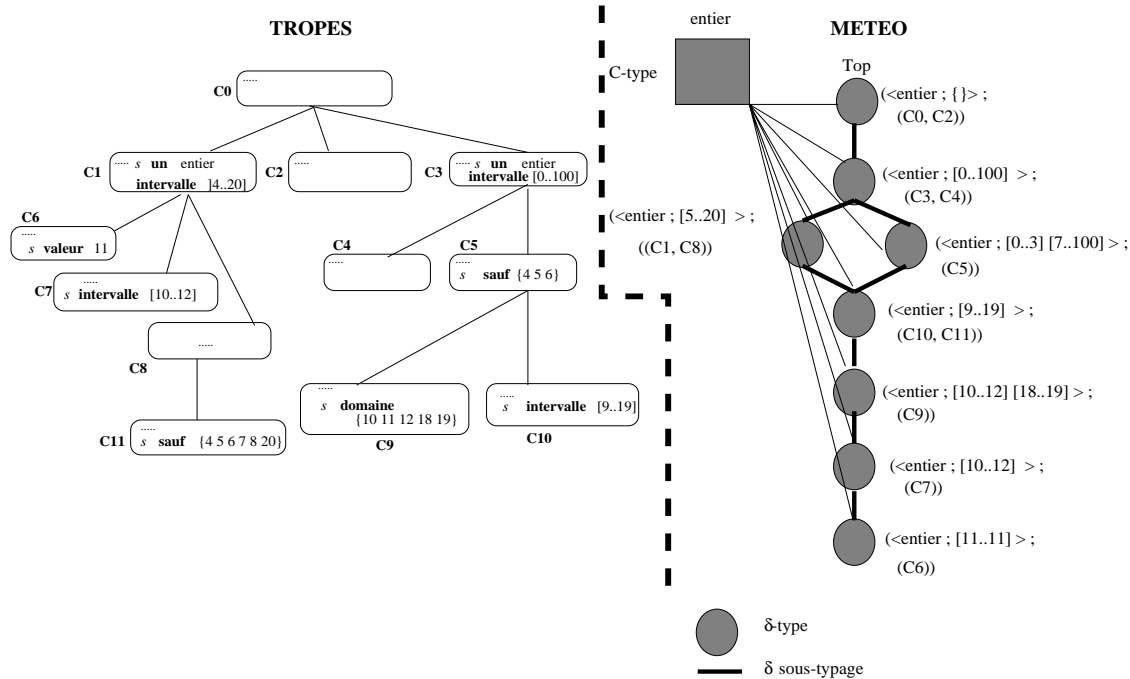 TROPES
C0
.....
C1
..... s un entier
intervalle ]4..20]
C2
.....
C3
..... s un entier
intervalle [0..100]
C6
.....
s valeur 11
C7
.....
s intervalle [10..12]
C8
....
C11
.....
s sauf {4 5 6 7 8 20}
C4
.....
C5
.....
s sauf {4 5 6}
.....
s domaine
{10 11 12 18 19}
C9
.....
s intervalle [9..19]
C10
METEO
entier
C-type
Top
(<entier ; {}> ;
(C0, C2))
(<entier ; [0..100] > ;
(C3, C4))
(<entier ; [5..20] > ;
((C1, C8))
(<entier ; [0..3] [7..100] > ;
(C5))
(<entier ; [9..19] > ;
(C10, C11))
(<entier ; [10..12] [18..19] > ;
(C9))
(<entier ; [10..12] > ;
(C7))
(<entier ; [11..11] > ;
(C6))
δ-type
δ sous-typage